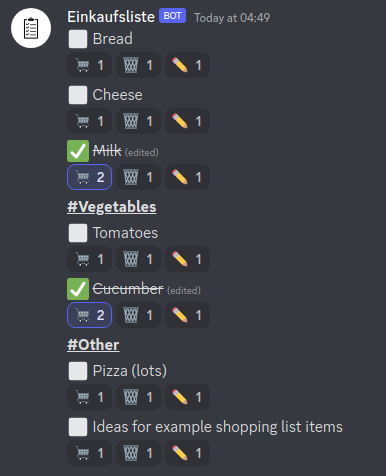 Einkaufsliste BOT Today at 04:49
Bread
1 1 1
Cheese
1 1 1
Milk (edited)
2 1 1
#Vegetables
Tomatoes
1 1 1
Cucumber (edited)
2 1 1
#Other
Pizza (lots)
1 1 1
Ideas for example shopping list items
1 1 1